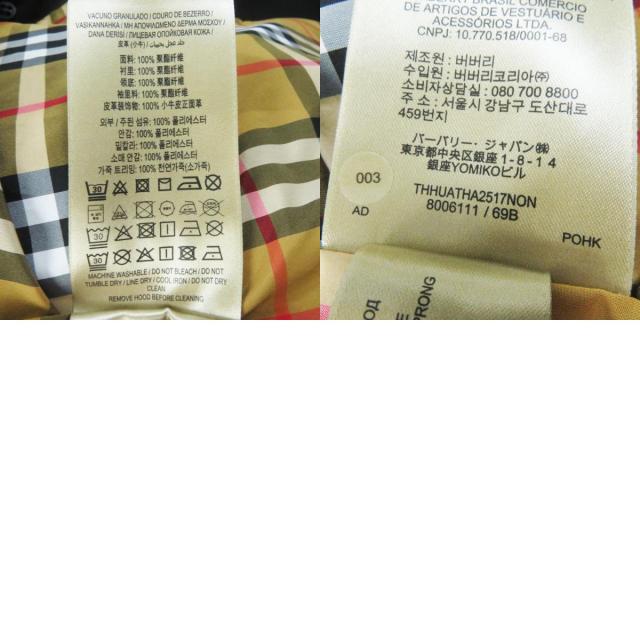 VACUNO GRANULADO / COURO DE BEZERRO /
DANA DERISI / ЛИЦЕВАЯ ОПОЙКОВАЯ КОЖА /
皮革 (小牛) /
面料: 100% 聚酯纤维
衬里: 100% 聚酯纤维
领底: 100% 聚酯纤维
袖里料: 100% 聚酯纤维
皮革装饰物: 100% 小牛皮正面革
외부 / 주된 섬유: 100% 폴리에스터
안감: 100% 폴리에스터
밑칼라: 100% 폴리에스터
소매 안감: 100% 폴리에스터
가죽 트리밍: 100% 천연가죽(소가죽)
30
30
30
MACHINE WASHABLE / DO NOT BLEACH / DO NOT
TUMBLE DRY / LINE DRY / COOL IRON / DO NOT DRY
CLEAN
REMOVE HOOD BEFORE CLEANING
BRASIL COMERCIO
DE ARTIGOS DE VESTUÁRIO E
ACESSÓRIOS LTDA.
CNPJ: 10.770.518/0001-68
제조원 : 버버리
수입원 : 버버리코리아㈜
소비자상담실: 080 700 8800
주 소 : 서울시 강남구 도산대로
459번지
バーバリー・ジャパン㈱
東京都中央区銀座1-8-14
銀座YOMIKOビル
003
THHUATHA2517NON
8006111 / 69B
AD
POHK
PRONG